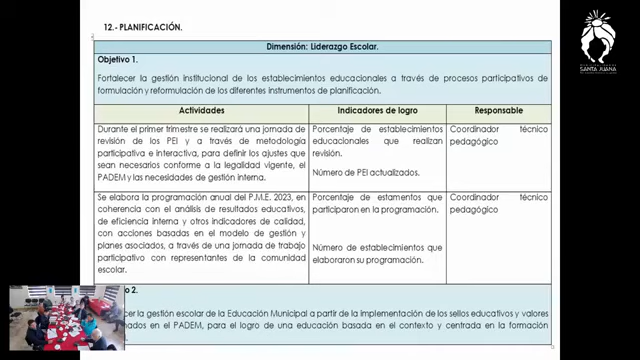 12.- PLANIFICACIÓN.
SANTA JUANA
Dimensión: Liderazgo Escolar.
Objetivo 1.
Fortalecer la gestión institucional de los establecimientos educacionales a través de procesos participativos de
formulación y reformulación de los diferentes instrumentos de planificación.
Actividades
Indicadores de logro
Responsable
Durante el primer trimestre se realizará una jornada de
revisión de los PEI y a través de metodología
participativa e interactiva, para definir los ajustes que
sean necesarios conforme a la legalidad vigente, el
PADEM y las necesidades de gestión interna.
Porcentaje de establecimientos
educacionales que realizan
revisión.
Número de PEI actualizados.
Coordinador técnico
pedagógico
Se elabora la programación anual del P.M.E. 2023, en
coherencia con el análisis de resultados educativos,
de eficiencia interna y otros indicadores de calidad,
con acciones basadas en el modelo de gestión y
planes asociados, a través de una jornada de trabajo
participativo con representantes de la comunidad
escolar.
Porcentaje de estamentos que
participaron en la programación.
Número de establecimientos que
elaboraron su programación.
Coordinador técnico
pedagógico
o 2.
cer la gestión escolar de la Educación Municipal a partir de la implementación de los sellos educativos y valores
nados en el PADEM, para el logro de una educación basada en el contexto y centrada en la formación